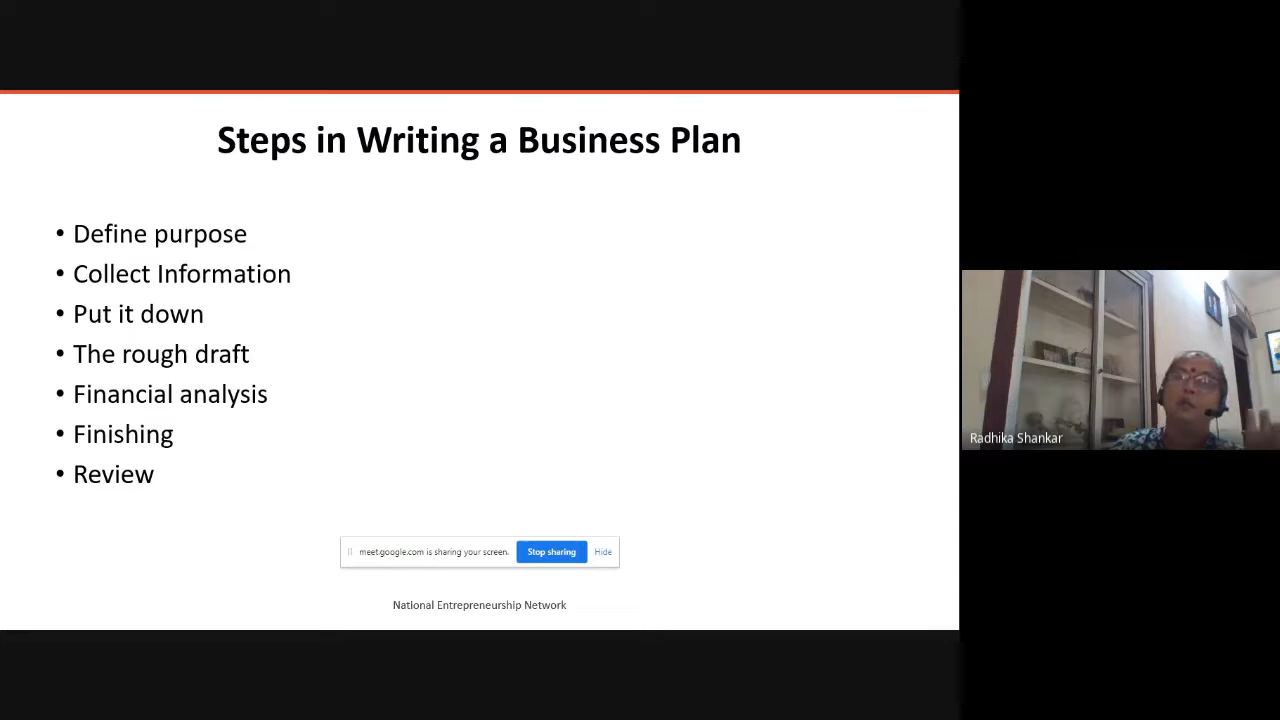 Steps in Writing a Business Plan
• Define purpose
• Collect Information
• Put it down
• The rough draft
• Financial analysis
• Finishing
• Review
meet.google.com is sharing your screen. Stop sharing Hide
National Entrepreneurship Network
Radhika Shankar